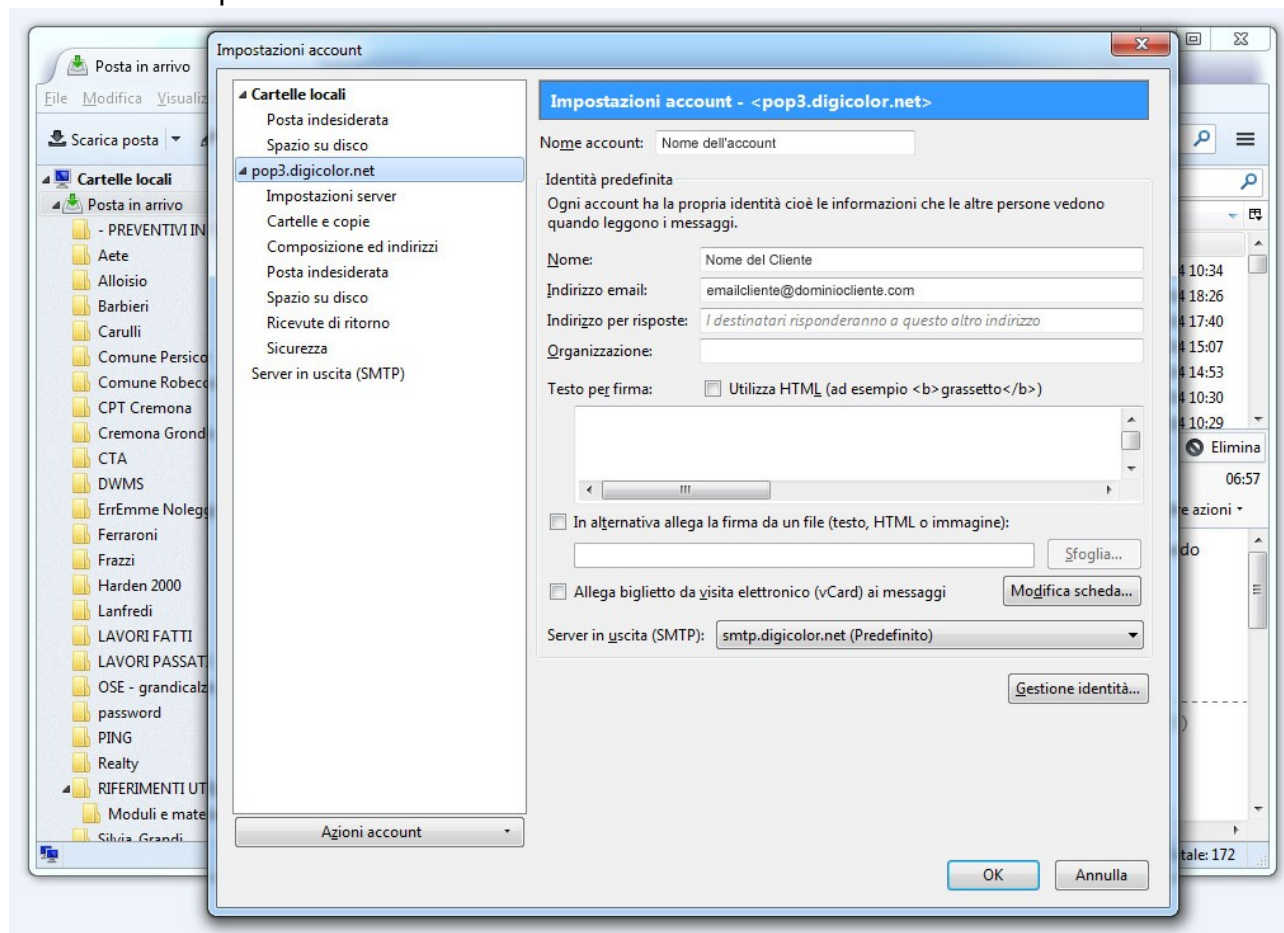 Impostazioni account
Posta in arrivo
File Modifica
Scarica posta
Cartelle locali
Posta in arrivo
- PREVENTIVI IN
Aete
Alloisio
Barbieri
Carulli
Comune Persico
Comune
CPT Cremona
Cremona
CTA
DWMS
ErrEmme
Ferraroni
Frazzi
Harden 2000
Lanfredi
LAVORI FATTI
LAVORI
OSE -
password
PING
Realty
RIFERIMENTI
Moduli e
Silvia Grandi
Cartelle locali
Posta indesiderata
Spazio su disco
pop3.digicolor.net
Impostazioni server
Cartelle e copie
Composizione ed indirizzi
Posta indesiderata
Spazio su disco
Ricevute di ritorno
Sicurezza
Server in uscita (SMTP)
Azioni account
Impostazioni account - <pop3.digicolor.net>
Nome account: Nome dell'account
Identità predefinita
Ogni account ha la propria identità cioè le informazioni che le altre persone vedono
quando leggono i messaggi.
Nome: Nome del Cliente
Indirizzo email: emailcliente@dominiocliente.com
Indirizzo per risposte: I destinatari risponderanno a questo altro indirizzo
Organizzazione:
Testo per firma: Utilizza HTML (ad esempio <b>grassetto</b>)
In alternativa allega la firma da un file (testo, HTML o immagine):
Sfoglia...
Allega biglietto da visita elettronico (vCard) ai messaggi Modifica scheda...
Server in uscita (SMTP): smtp.digicolor.net (Predefinito)
Gestione identità...
OK Annulla
4 10:34
4 18:26
4 17:40
4 15:07
4 14:53
4 10:30
4 10:29
Elimina
06:57
re azioni
do
)
tale: 172